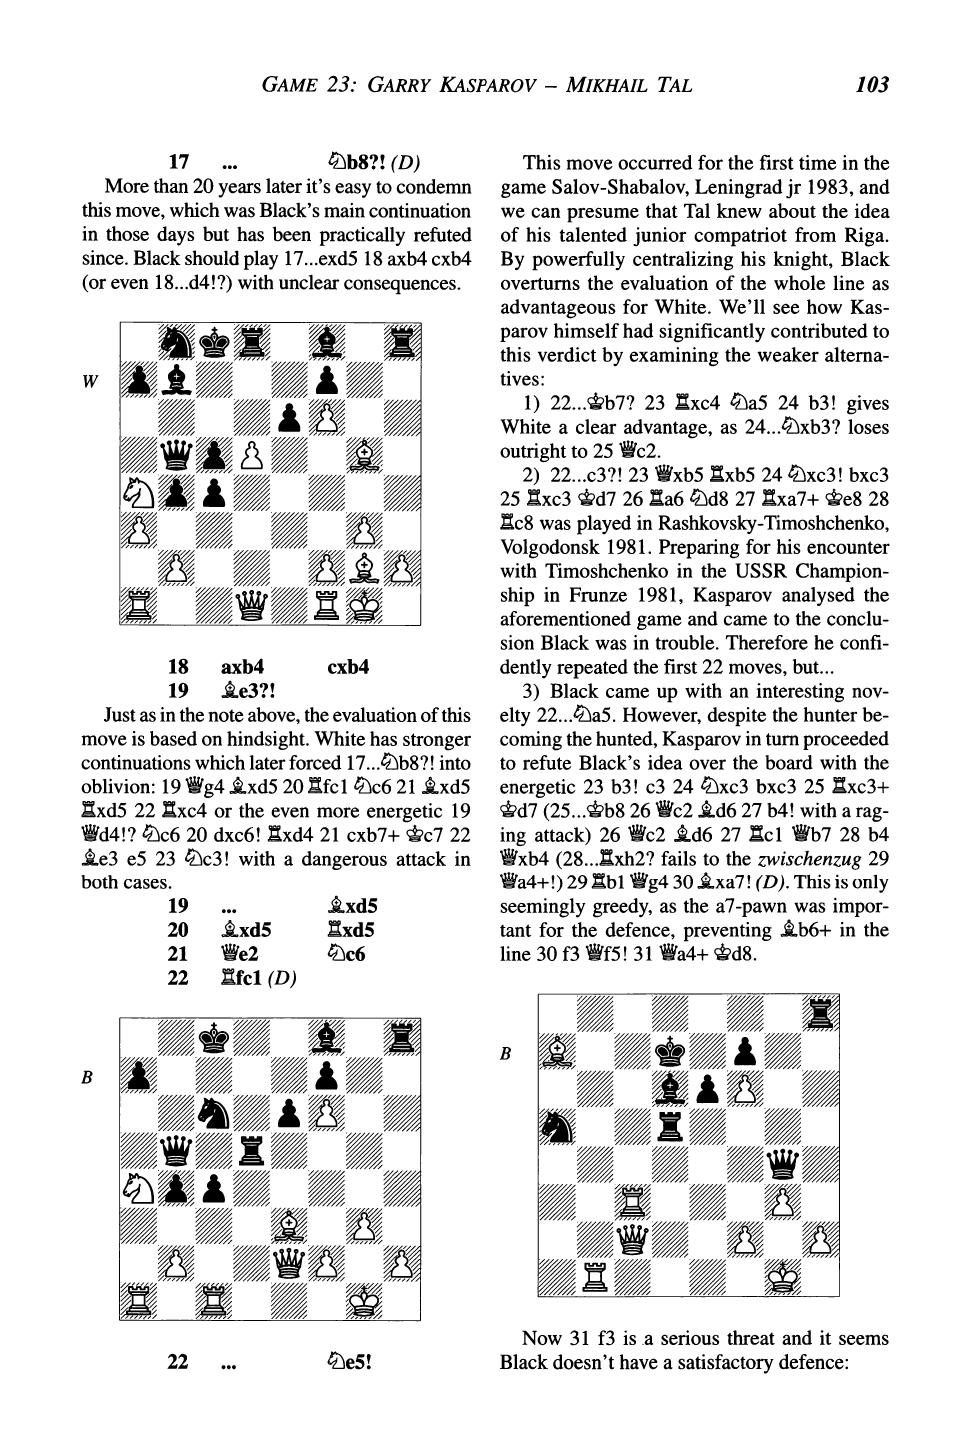 GAME 23: GARRY KASPAROV – MIKHAIL TAL 103
17 ... ♘b8?! (D)
More than 20 years later it's easy to condemn
this move, which was Black's main continuation
in those days but has been practically refuted
since. Black should play 17...exd5 18 axb4 cxb4
(or even 18...d4!?) with unclear consequences.
W
18 axb4 cxb4
19 ♗e3?!
Just as in the note above, the evaluation of this
move is based on hindsight. White has stronger
continuations which later forced 17...♘b8?! into
oblivion: 19 ♕g4 ♗xd5 20 ♖fc1 ♘c6 21 ♗xd5
♖xd5 22 ♖xc4 or the even more energetic 19
♕d4!? ♘c6 20 dxc6! ♖xd4 21 cxb7+ ♔c7 22
♗e3 e5 23 ♘c3! with a dangerous attack in
both cases.
19 ... ♗xd5
20 ♗xd5 ♖xd5
21 ♕e2 ♘c6
22 ♖fc1 (D)
B
22 ... ♘e5!
This move occurred for the first time in the
game Salov-Shabalov, Leningrad jr 1983, and
we can presume that Tal knew about the idea
of his talented junior compatriot from Riga.
By powerfully centralizing his knight, Black
overturns the evaluation of the whole line as
advantageous for White. We'll see how Kas-
parov himself had significantly contributed to
this verdict by examining the weaker alterna-
tives:
1) 22...♔b7? 23 ♖xc4 ♘a5 24 b3! gives
White a clear advantage, as 24...♘xb3? loses
outright to 25 ♕c2.
2) 22...c3?! 23 ♕xb5 ♖xb5 24 ♘xc3! bxc3
25 ♖xc3 ♔d7 26 ♖a6 ♘d8 27 ♖xa7+ ♔e8 28
♖c8 was played in Rashkovsky-Timoshchenko,
Volgodonsk 1981. Preparing for his encounter
with Timoshchenko in the USSR Champion-
ship in Frunze 1981, Kasparov analysed the
aforementioned game and came to the conclu-
sion Black was in trouble. Therefore he confi-
dently repeated the first 22 moves, but...
3) Black came up with an interesting nov-
elty 22...♘a5. However, despite the hunter be-
coming the hunted, Kasparov in turn proceeded
to refute Black's idea over the board with the
energetic 23 b3! c3 24 ♘xc3 bxc3 25 ♖xc3+
♔d7 (25...♔b8 26 ♕c2 ♗d6 27 b4! with a rag-
ing attack) 26 ♕c2 ♗d6 27 ♖c1 ♕b7 28 b4
♕xb4 (28...♖xh2? fails to the zwischenzug 29
♕a4+!) 29 ♖b1 ♕g4 30 ♗xa7! (D). This is only
seemingly greedy, as the a7-pawn was impor-
tant for the defence, preventing ♗b6+ in the
line 30 f3 ♕f5! 31 ♕a4+ ♔d8.
B
Now 31 f3 is a serious threat and it seems
Black doesn't have a satisfactory defence: